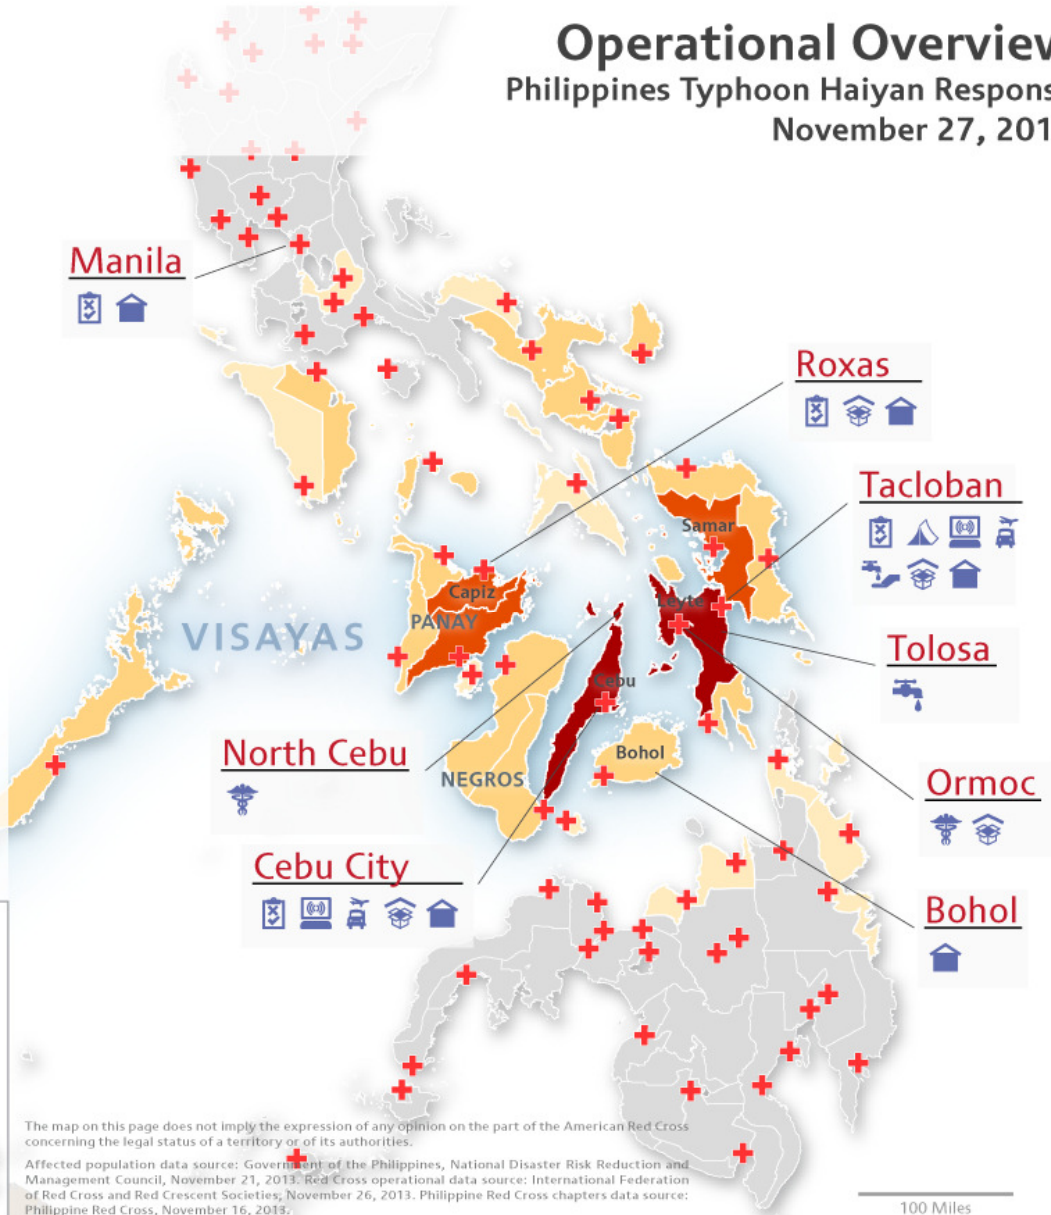 Operational Overview
Philippines Typhoon Haiyan Respons
November 27, 201
Manila
Roxas
Tacloban
Samar
Capiz
Leyte
PANAY
VISAYAS
Tolosa
Cebu
North Cebu
Bohol
NEGROS
Ormoc
Cebu City
Bohol
The map on this page does not imply the expression of any opinion on the part of the American Red Cross
concerning the legal status of a territory or of its authorities.
Affected population data source: Government of the Philippines, National Disaster Risk Reduction and
Management Council, November 21, 2013. Red Cross operational data source: International Federation
of Red Cross and Red Crescent Societies, November 26, 2013. Philippine Red Cross chapters data source:
Philippine Red Cross, November 16, 2013.
100 Miles